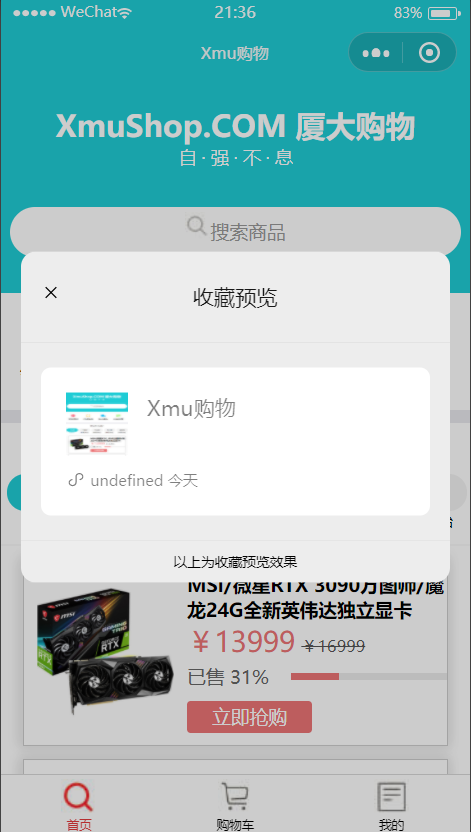 WeChat 21:36 83%
Xmu购物
XmuShop.COM 厦大购物
自·强·不·息
搜索商品
收藏预览
Xmu购物
undefined 今天
以上为收藏预览效果
MSI/微星RTX 3090万图师/魔
龙24G全新英伟达独立显卡
￥13999 ￥16999
已售 31%
立即抢购
首页 购物车 我的